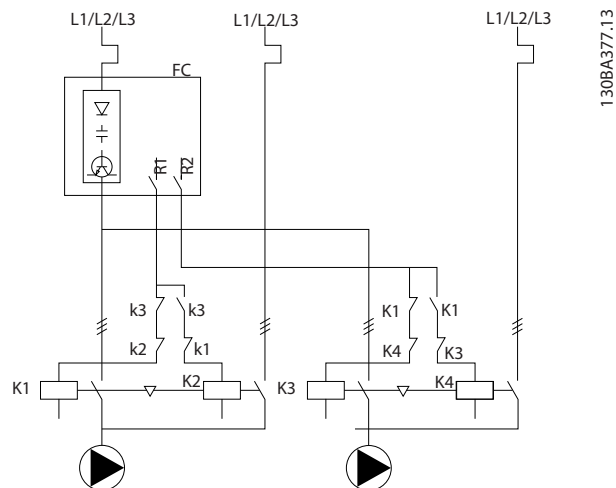 L1/L2/L3 L1/L2/L3 L1/L2/L3
130BA377.13
FC
R1 R2
k3 k3 K1 K1
k2 k1 K4 K3
K1 K2 K3 K4